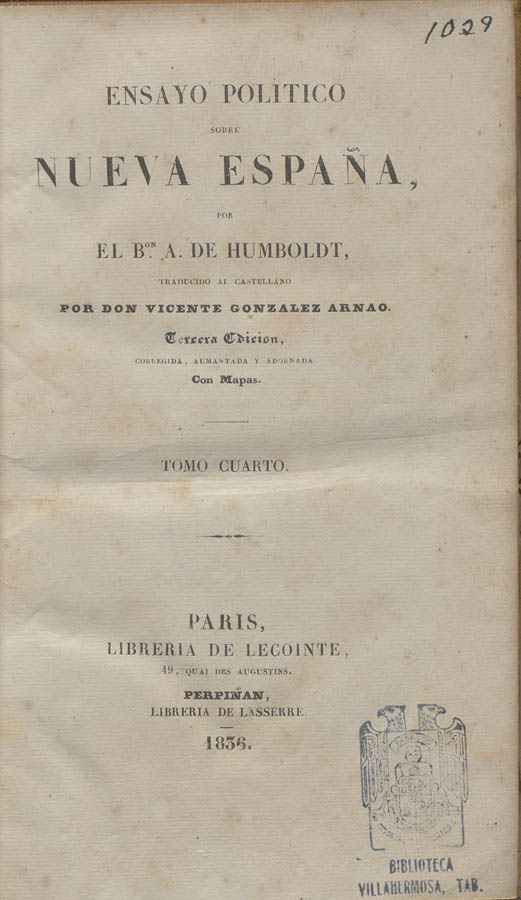 1029
ENSAYO POLITICO
SOBRE
NUEVA ESPAÑA,
POR
EL Bᵒᴺ. A. DE HUMBOLDT,
TRADUCIDO AL CASTELLANO
POR DON VICENTE GONZALEZ ARNAO.
Tercera Edicion,
CORREGIDA, AUMANTADA Y ADORNADA
Con Mapas.
TOMO CUARTO.
PARIS,
LIBRERIA DE LECOINTE,
49, QUAI DES AUGUSTINS.
PERPIÑAN,
LIBRERIA DE LASSERRE
1836.
BIBLIOTECA
VILLAHERMOSA, TAB.